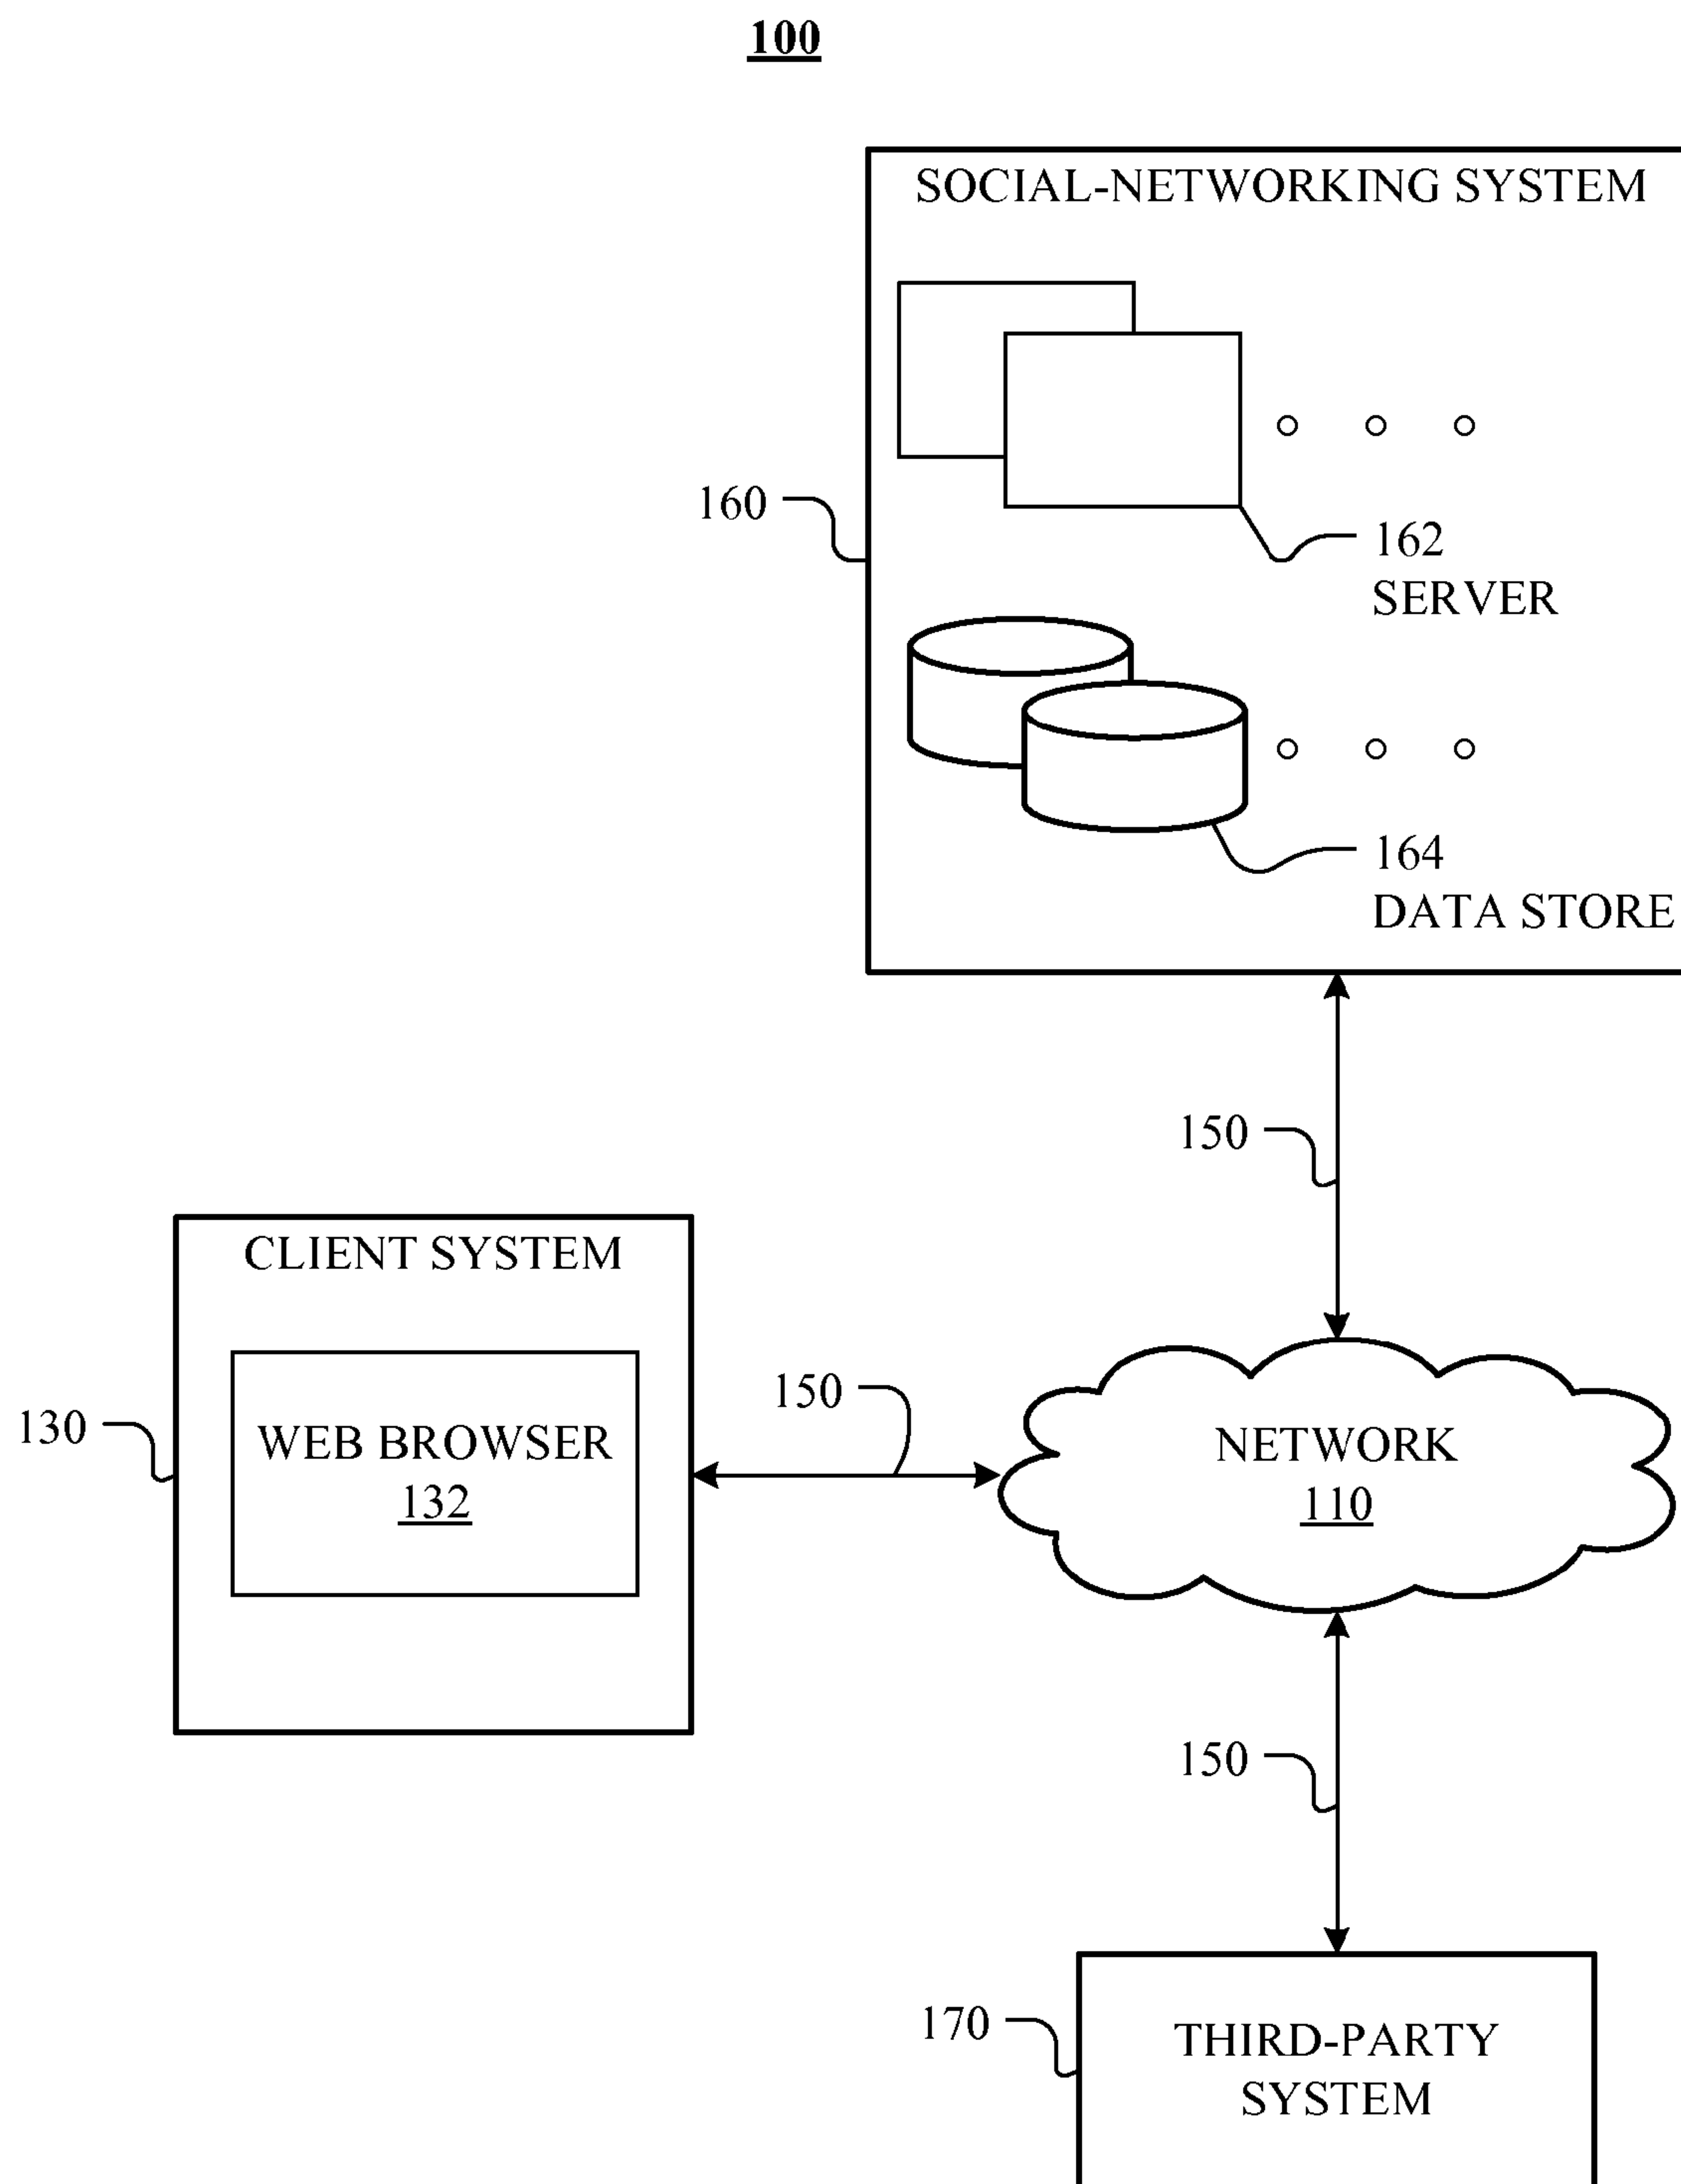 100
SOCIAL-NETWORKING SYSTEM
160
162
SERVER
164
DATA STORE
150
CLIENT SYSTEM
130
WEB BROWSER
132
150
NETWORK
110
150
170
THIRD-PARTY
SYSTEM